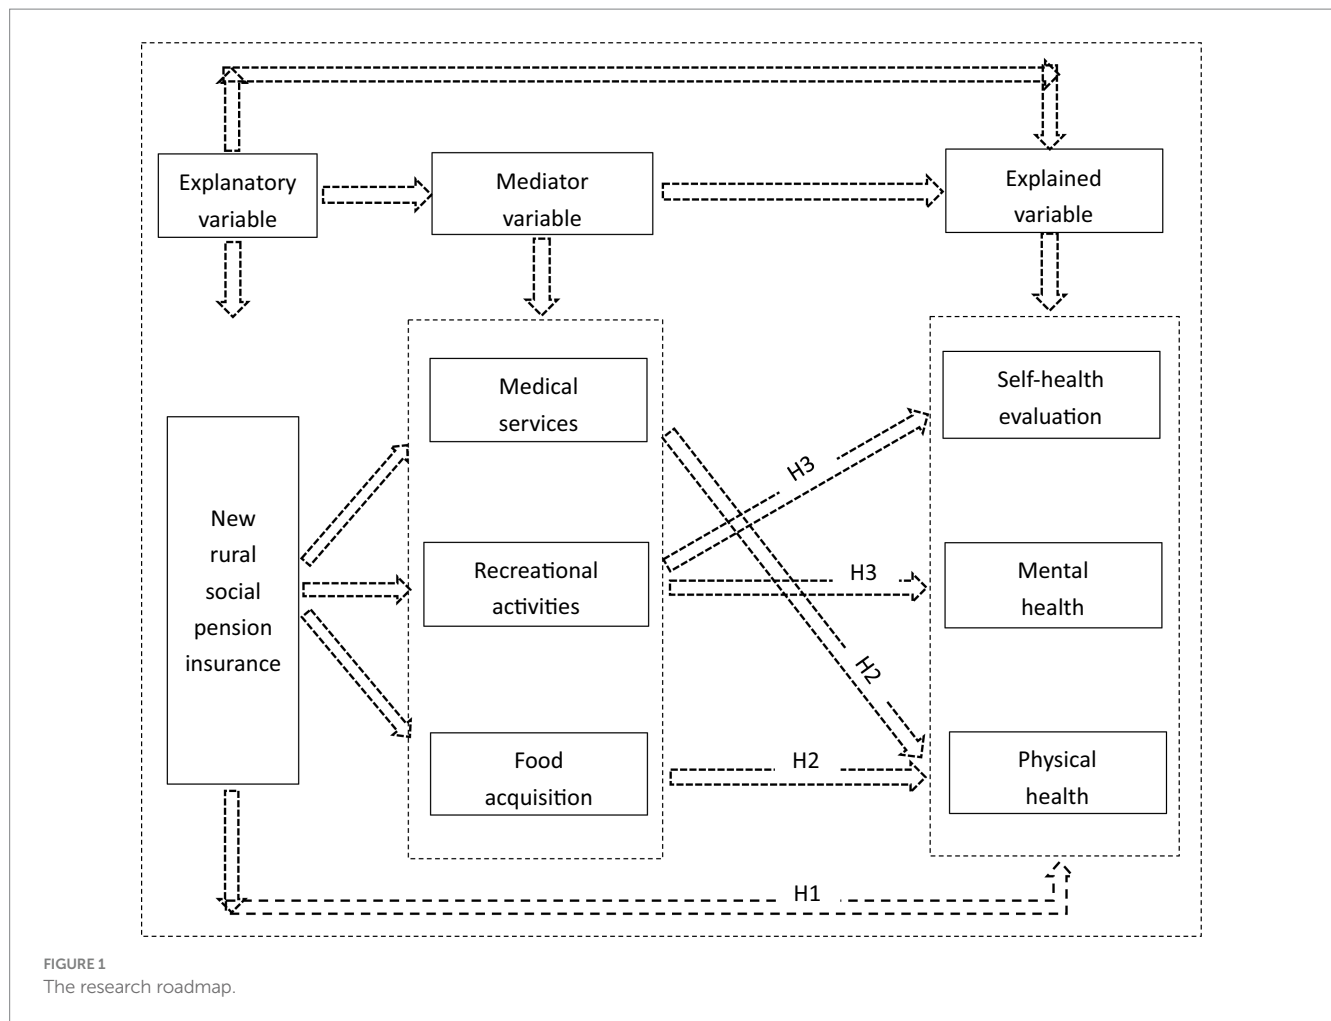 Explanatory
variable
Mediator
variable
Explained
variable
New
rural
social
pension
insurance
Medical
services
Recreational
activities
Food
acquisition
H3
H3
H2
H2
Self-health
evaluation
Mental
health
Physical
health
H1
FIGURE 1
The research roadmap.